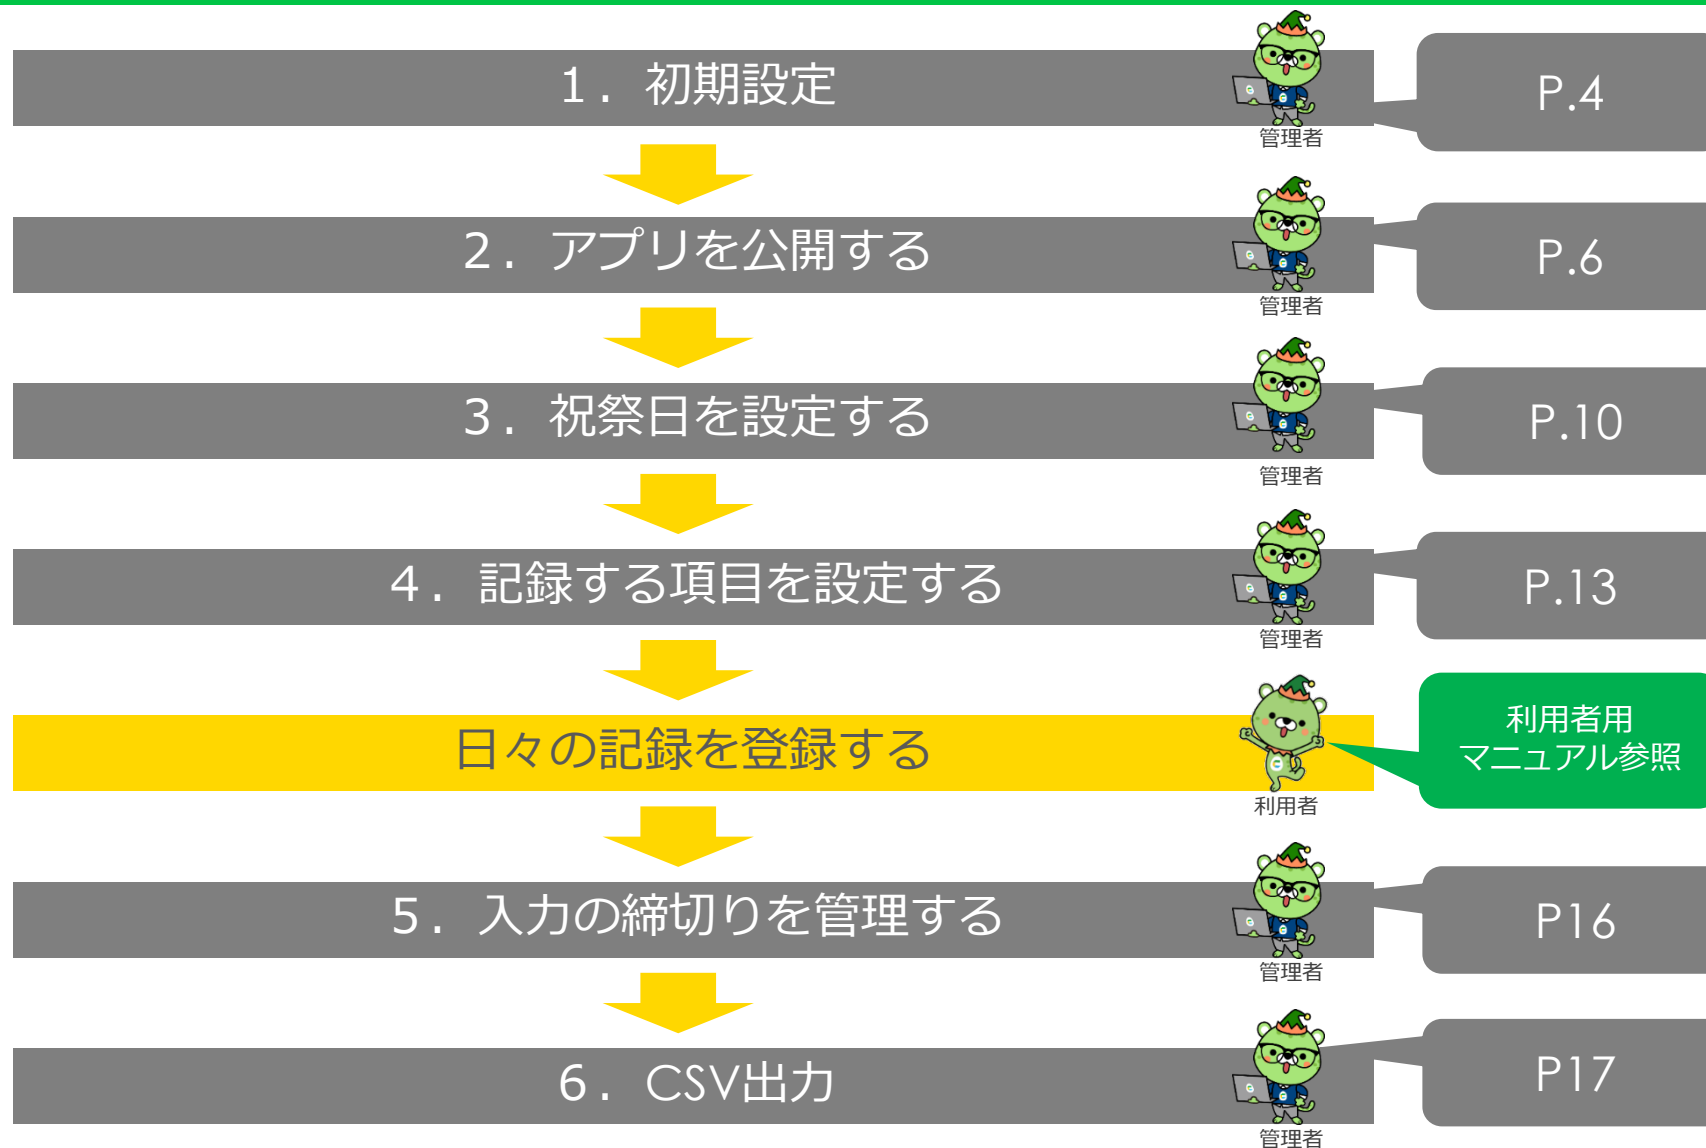 1．初期設定
管理者
P.4
2．アプリを公開する
管理者
P.6
3．祝祭日を設定する
管理者
P.10
4．記録する項目を設定する
管理者
P.13
日々の記録を登録する
利用者
利用者用
マニュアル参照
5．入力の締切りを管理する
管理者
P16
6．CSV出力
管理者
P17